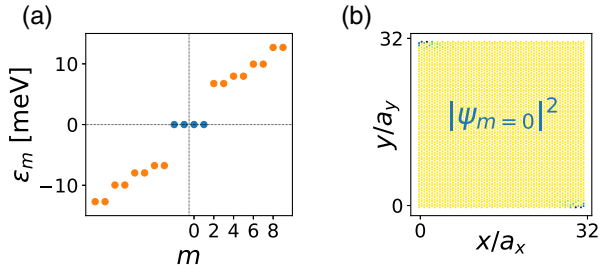 (a)
(b)
ε_m [meV]
10
0
−10
0 2 4 6 8
m
y/a_y
32
0
|ψ_{m=0}|²
0 32
x/a_x